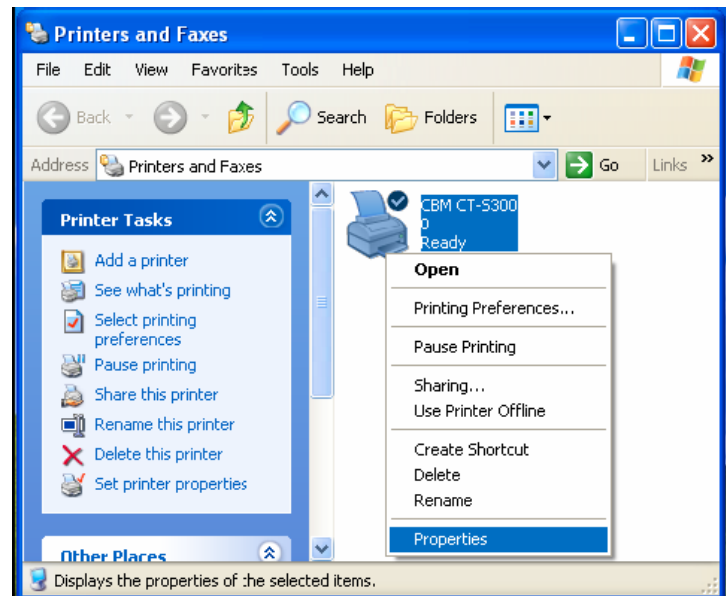 Printers and Faxes
File Edit View Favorites Tools Help
Back Search Folders
Address Printers and Faxes Go Links »
Printer Tasks
Add a printer
See what's printing
Select printing
preferences
Pause printing
Share this printer
Rename this printer
Delete this printer
Set printer properties
Other Places
CBM CT-S300
0
Ready
Open
Printing Preferences...
Pause Printing
Sharing...
Use Printer Offline
Create Shortcut
Delete
Rename
Properties
Displays the properties of the selected items.